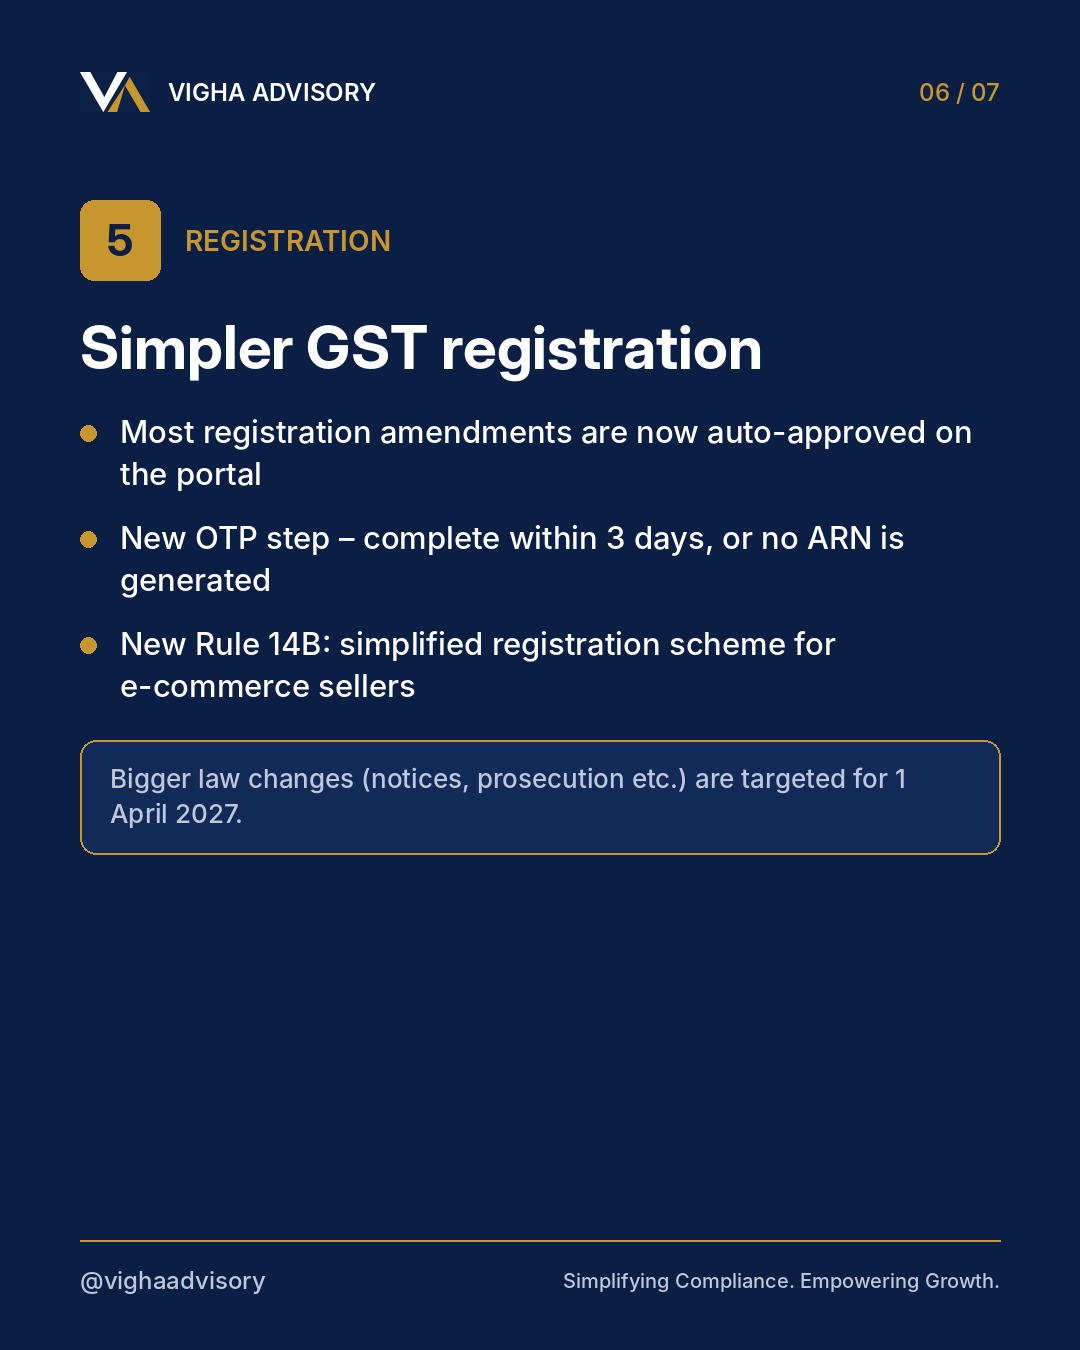 VIGHA ADVISORY
06 / 07
5
REGISTRATION
Simpler GST registration
Most registration amendments are now auto-approved on
the portal
New OTP step – complete within 3 days, or no ARN is
generated
New Rule 14B: simplified registration scheme for
e-commerce sellers
Bigger law changes (notices, prosecution etc.) are targeted for 1
April 2027.
@vighaadvisory
Simplifying Compliance. Empowering Growth.